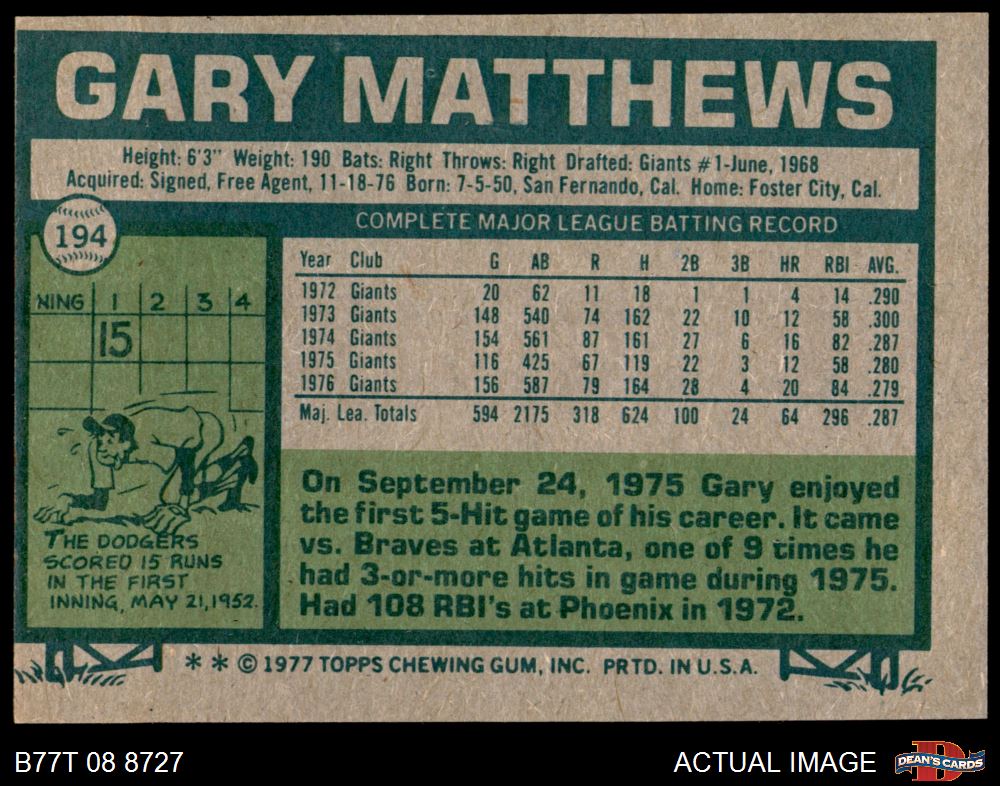 GARY MATTHEWS
Height: 6'3" Weight: 190 Bats: Right Throws: Right Drafted: Giants #1-June, 1968
Acquired: Signed, Free Agent, 11-18-76 Born: 7-5-50, San Fernando, Cal. Home: Foster City, Cal.
194
NING 1 2 3 4
15
THE DODGERS
SCORED 15 RUNS
IN THE FIRST
INNING, MAY 21, 1952.
COMPLETE MAJOR LEAGUE BATTING RECORD
Year Club G AB R H 2B 3B HR RBI AVG.
1972 Giants 20 62 11 18 1 1 4 14 .290
1973 Giants 148 540 74 162 22 10 12 58 .300
1974 Giants 154 561 87 161 27 6 16 82 .287
1975 Giants 116 425 67 119 22 3 12 58 .280
1976 Giants 156 587 79 164 28 4 20 84 .279
Maj. Lea. Totals 594 2175 318 624 100 24 64 296 .287
On September 24, 1975 Gary enjoyed
the first 5-Hit game of his career. It came
vs. Braves at Atlanta, one of 9 times he
had 3-or-more hits in game during 1975.
Had 108 RBI's at Phoenix in 1972.
* * © 1977 TOPPS CHEWING GUM, INC. PRTD. IN U.S.A.
B77T 08 8727
ACTUAL IMAGE
D
DEAN'S CARDS